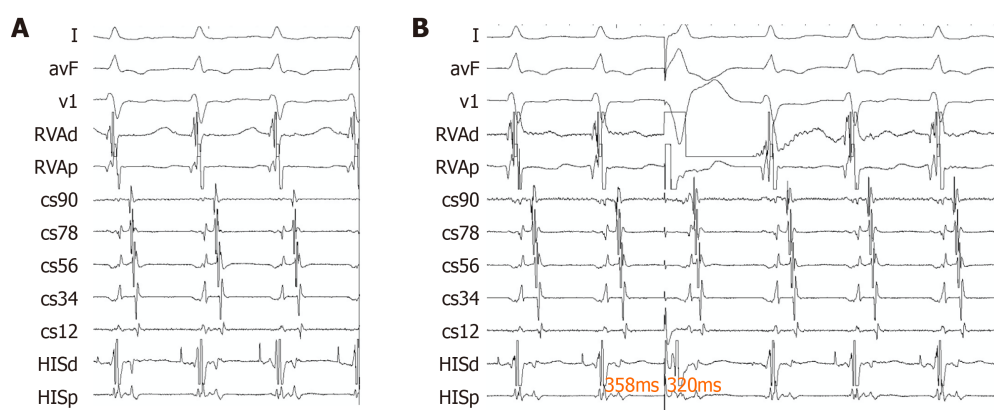 A
I
avF
v1
RVAd
RVAp
cs90
cs78
cs56
cs34
cs12
HISd
HISp
B
I
avF
v1
RVAd
RVAp
cs90
cs78
cs56
cs34
cs12
HISd
HISp
358ms 320ms